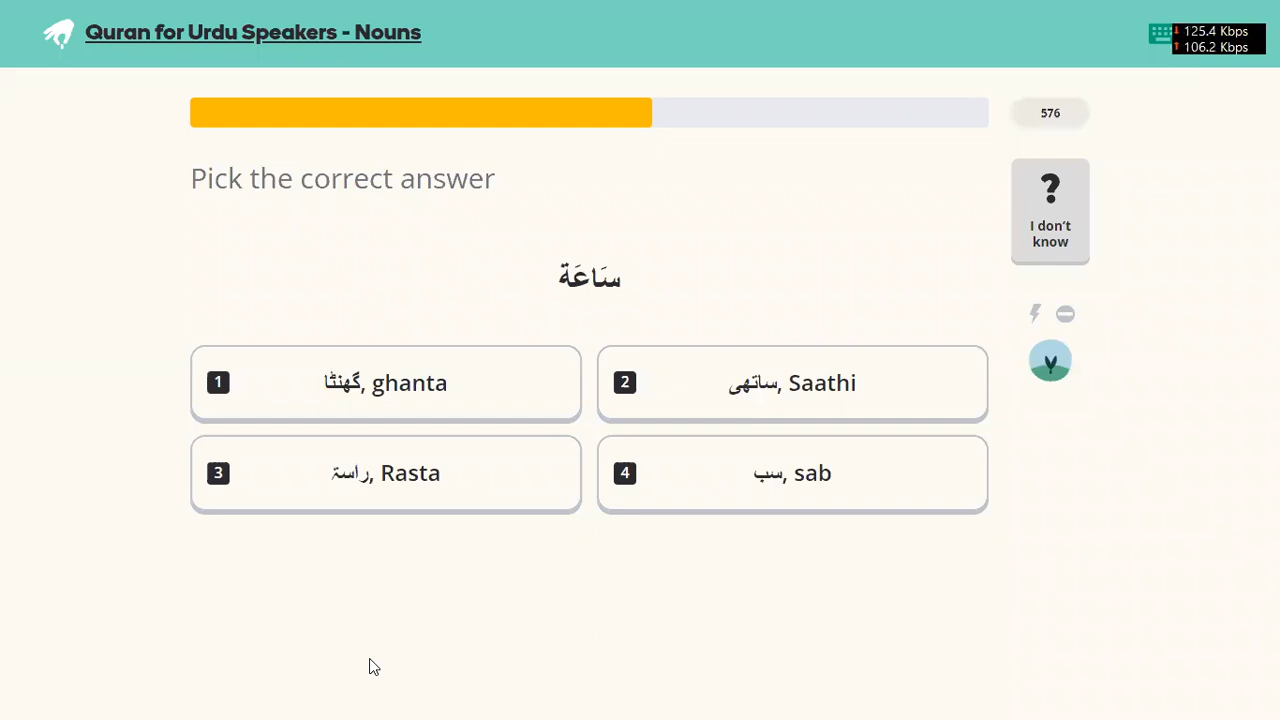 Quran for Urdu Speakers - Nouns
125.4 Kbps
106.2 Kbps
576
Pick the correct answer
?
I don't
know
سَاعَة
1 گھنٹا, ghanta
2 ساتھی, Saathi
3 راستہ, Rasta
4 سب, sab